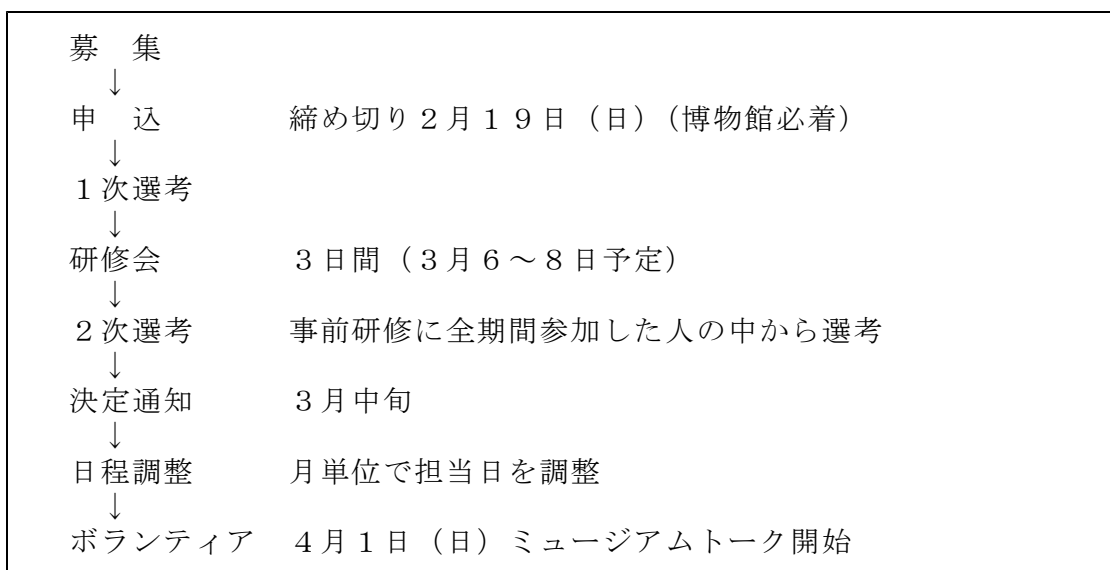 募　集
↓
申　込　　　締め切り２月１９日（日）（博物館必着）
↓
１次選考
↓
研修会　　　３日間（３月６～８日予定）
↓
２次選考　　事前研修に全期間参加した人の中から選考
↓
決定通知　　３月中旬
↓
日程調整　　月単位で担当日を調整
↓
ボランティア　４月１日（日）ミュージアムトーク開始